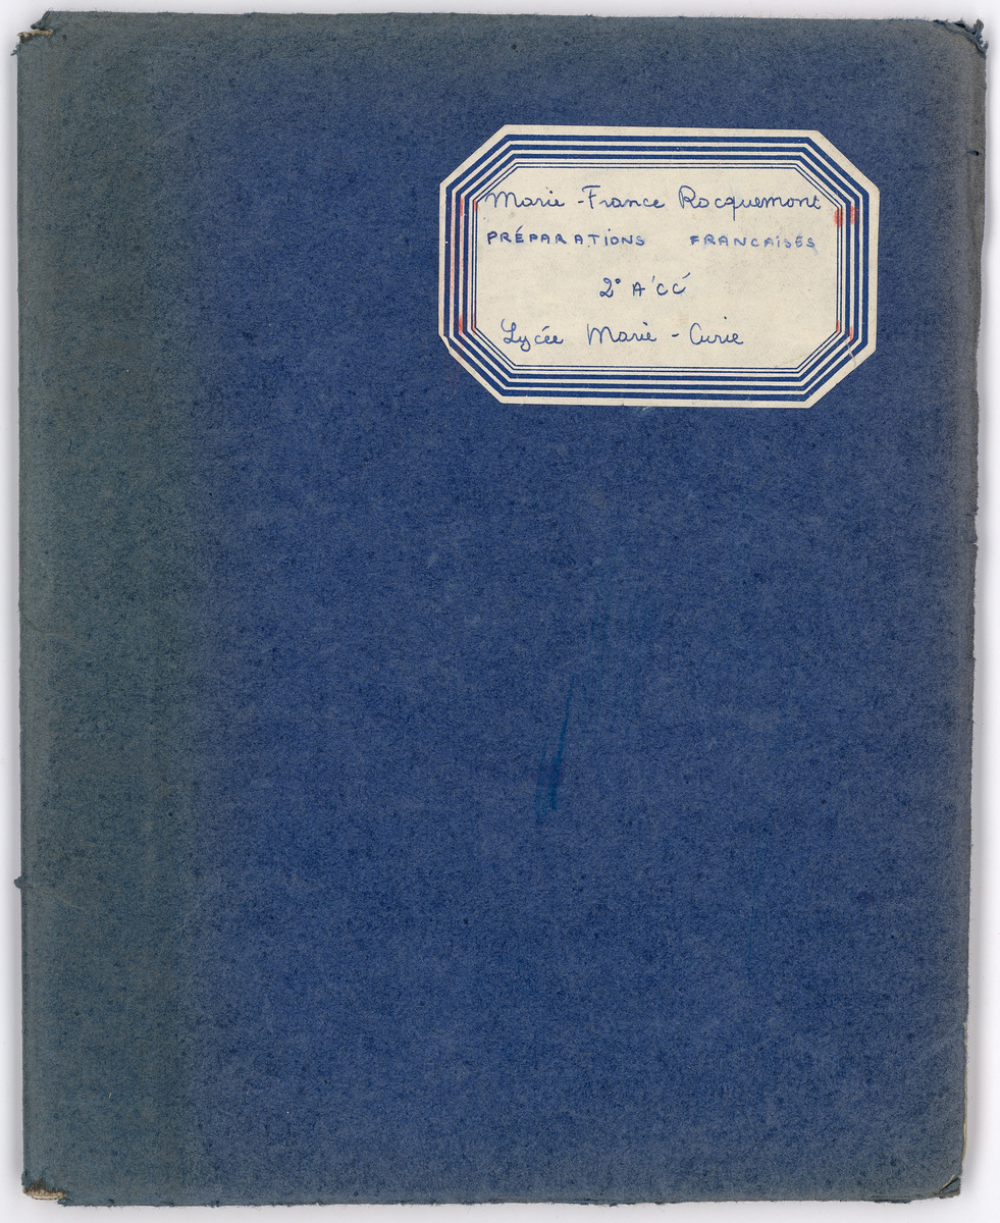 Marie-France Rocquemont
PRÉPARATIONS FRANCAISES
2° A'CC'
Lycée Marie-Curie